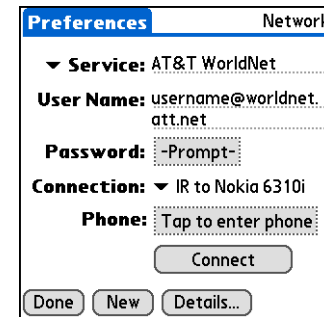 Preferences Network
Service: AT&T WorldNet
User Name: username@worldnet.
att.net
Password: -Prompt-
Connection: IR to Nokia 6310i
Phone: Tap to enter phone
Connect
Done New Details...